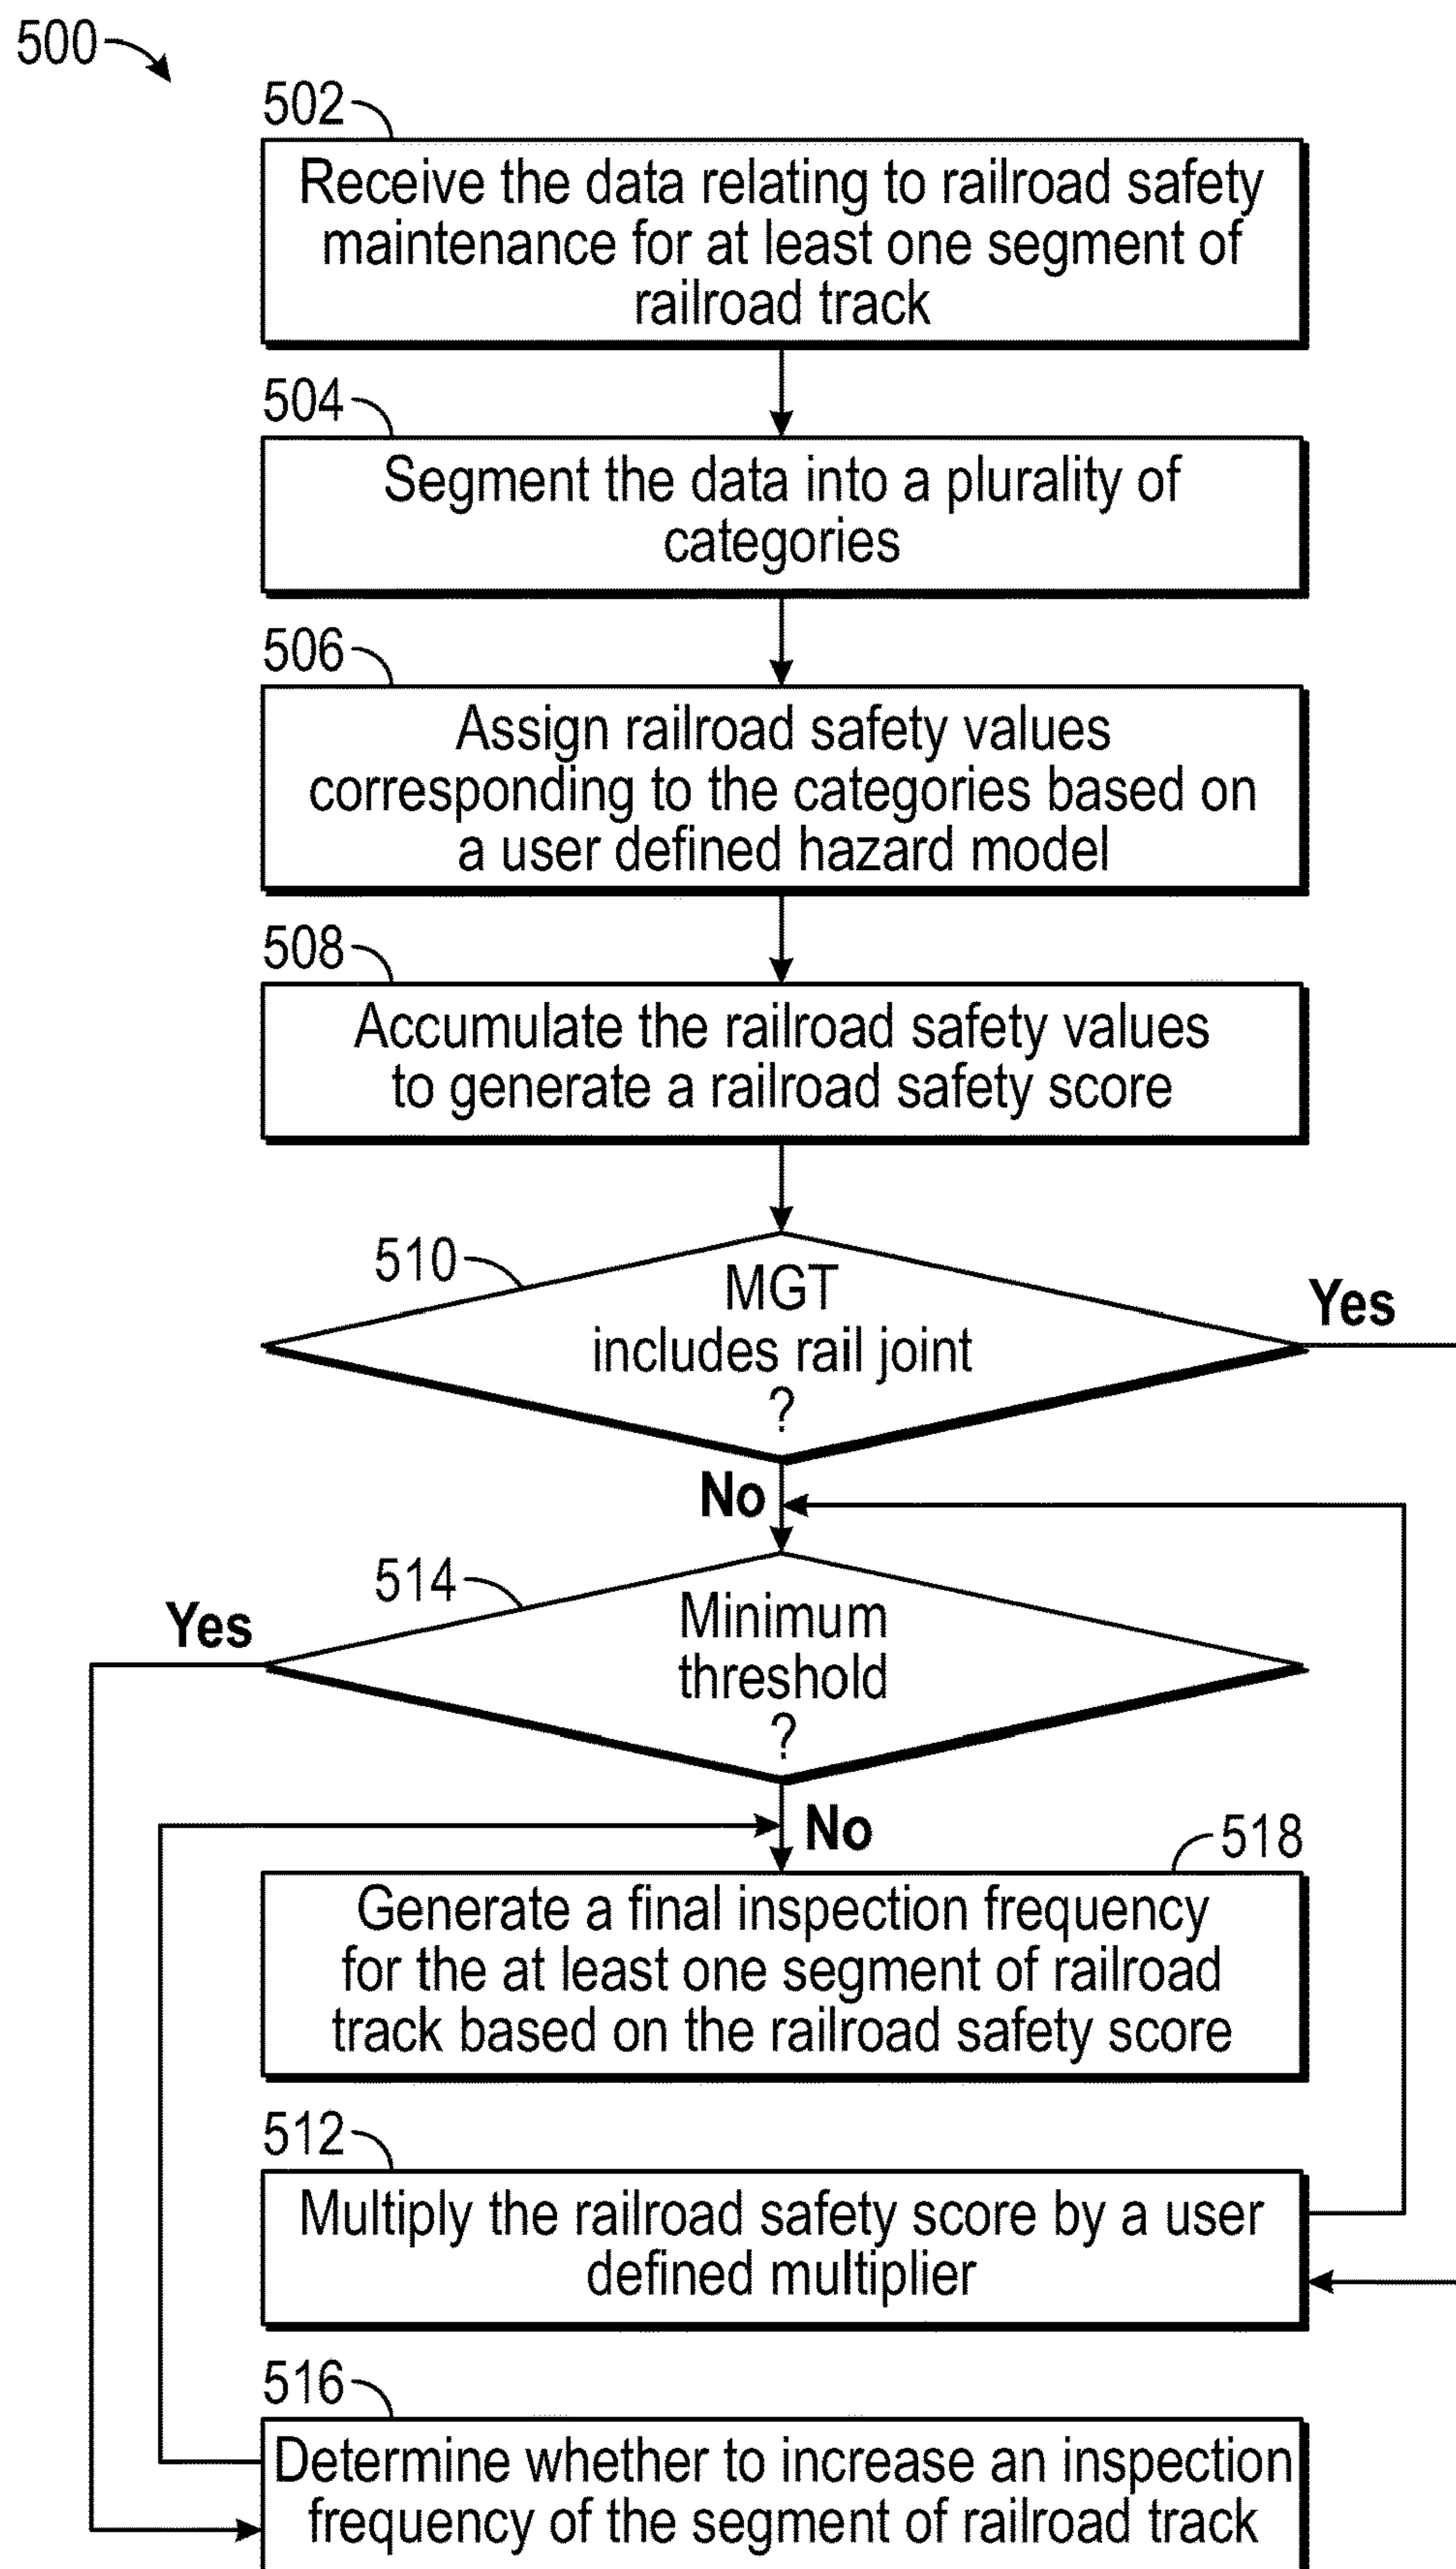 500
502
Receive the data relating to railroad safety
maintenance for at least one segment of
railroad track
504
Segment the data into a plurality of
categories
506
Assign railroad safety values
corresponding to the categories based on
a user defined hazard model
508
Accumulate the railroad safety values
to generate a railroad safety score
510
MGT
includes rail joint
?
Yes
No
514
Minimum
threshold
?
Yes
No
518
Generate a final inspection frequency
for the at least one segment of railroad
track based on the railroad safety score
512
Multiply the railroad safety score by a user
defined multiplier
516
Determine whether to increase an inspection
frequency of the segment of railroad track